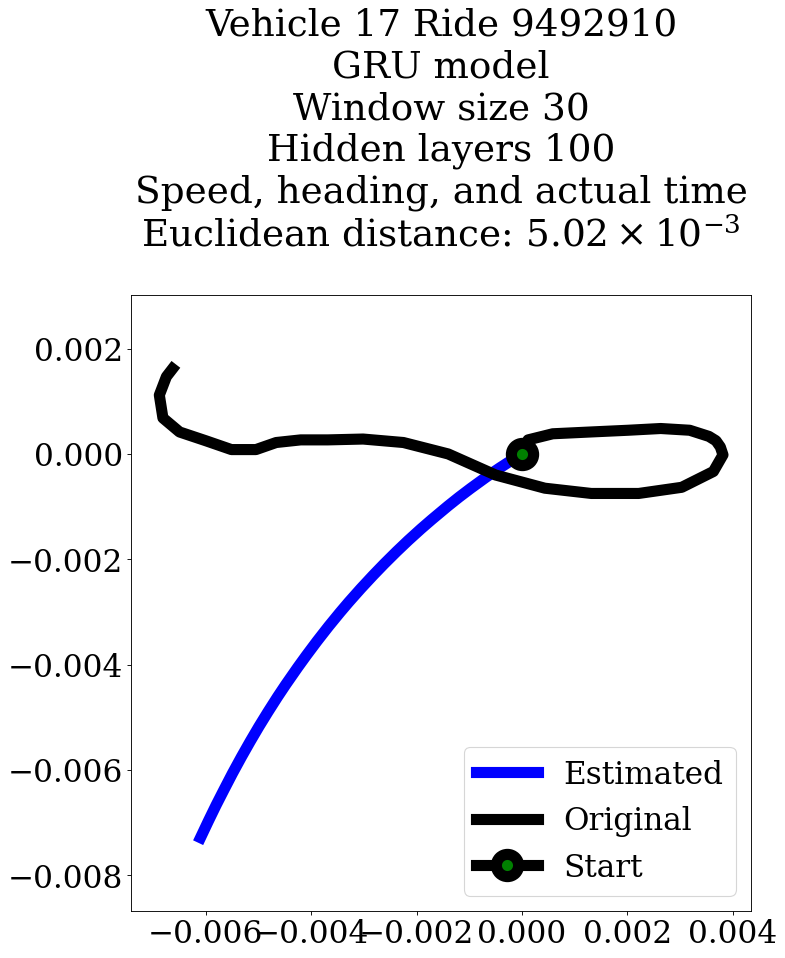 Vehicle 17 Ride 9492910
GRU model
Window size 30
Hidden layers 100
Speed, heading, and actual time
Euclidean distance: 5.02 × 10⁻³
0.002
0.000
−0.002
−0.004
−0.006
−0.008
Estimated
Original
Start
−0.006 −0.004 −0.002 0.000 0.002 0.004